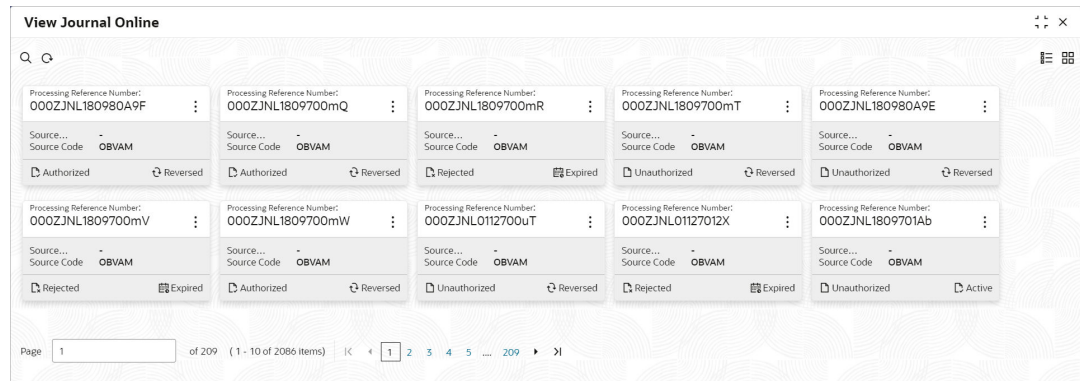 View Journal Online
Processing Reference Number:
000ZJNL180980A9F
Source... -
Source Code OBVAM
Authorized Reversed
Processing Reference Number:
000ZJNL1809700mQ
Source... -
Source Code OBVAM
Authorized Reversed
Processing Reference Number:
000ZJNL1809700mR
Source... -
Source Code OBVAM
Rejected Expired
Processing Reference Number:
000ZJNL1809700mT
Source... -
Source Code OBVAM
Unauthorized Reversed
Processing Reference Number:
000ZJNL180980A9E
Source... -
Source Code OBVAM
Unauthorized Reversed
Processing Reference Number:
000ZJNL1809700mV
Source... -
Source Code OBVAM
Rejected Expired
Processing Reference Number:
000ZJNL1809700mW
Source... -
Source Code OBVAM
Authorized Reversed
Processing Reference Number:
000ZJNL0112700uT
Source... -
Source Code OBVAM
Unauthorized Reversed
Processing Reference Number:
000ZJNL01127012X
Source... -
Source Code OBVAM
Rejected Expired
Processing Reference Number:
000ZJNL1809701Ab
Source... -
Source Code OBVAM
Unauthorized Active
Page 1 of 209 (1 - 10 of 2086 items) 1 2 3 4 5 .... 209